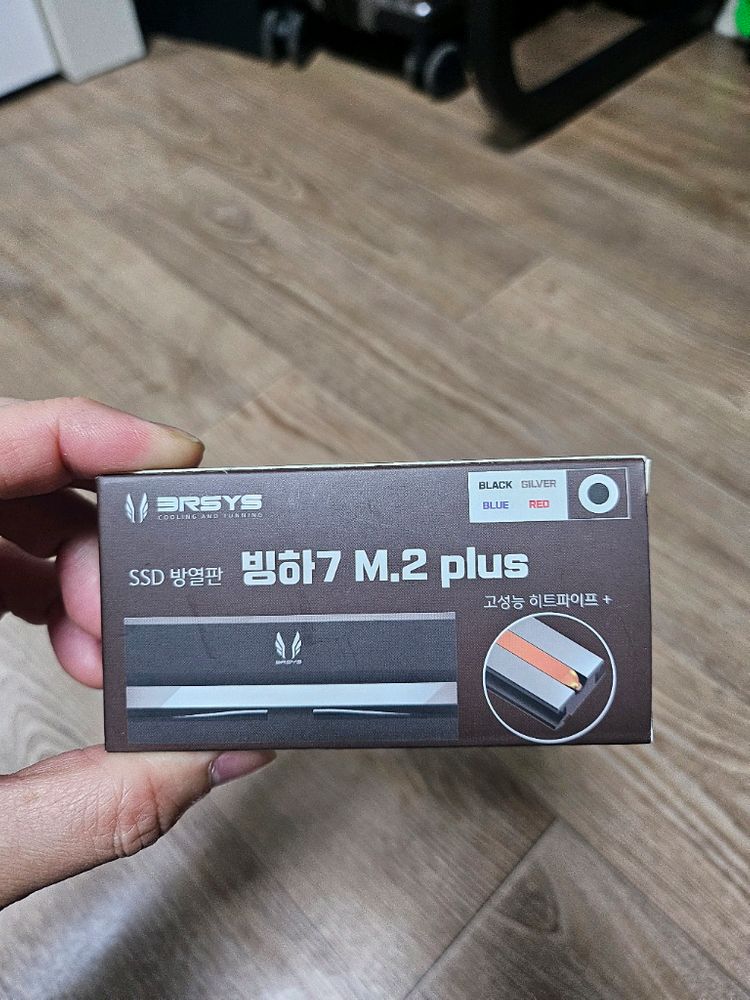 3RSYS
COOLING AND TUNNING
BLACK SILVER
BLUE RED
SSD 방열판 빙하7 M.2 plus
고성능 히트파이프 +
3RSYS